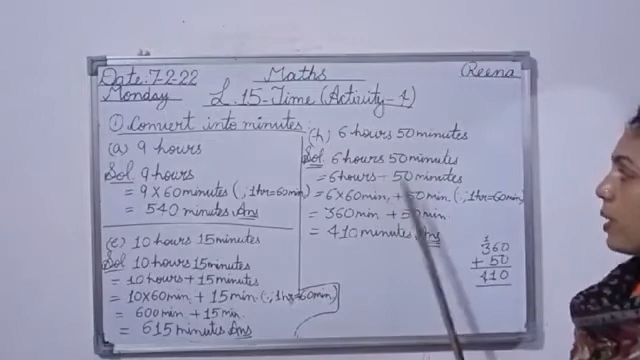 Date:7-2-22
Maths
Reena
Monday
L.15-Time (Activity-1)
① Convert into minutes
(a) 9 hours
Sol 9 hours
= 9 x 60 minutes (∵ 1hr=60min)
= 540 minutes Ans
(e) 10 hours 15 minutes
Sol 10 hours 15 minutes
= 10 hours + 15 minutes
= 10x60min + 15 min (∵ 1hr=60min)
= 600 min + 15 min
= 615 minutes Ans
(h) 6 hours 50 minutes
Sol 6 hours 50 minutes
= 6 hours + 50 minutes
= 6 x 60 min + 50 min (∵ 1hr=60min)
= 360 min + 50 min
= 410 minutes Ans
1
360
+ 50
410